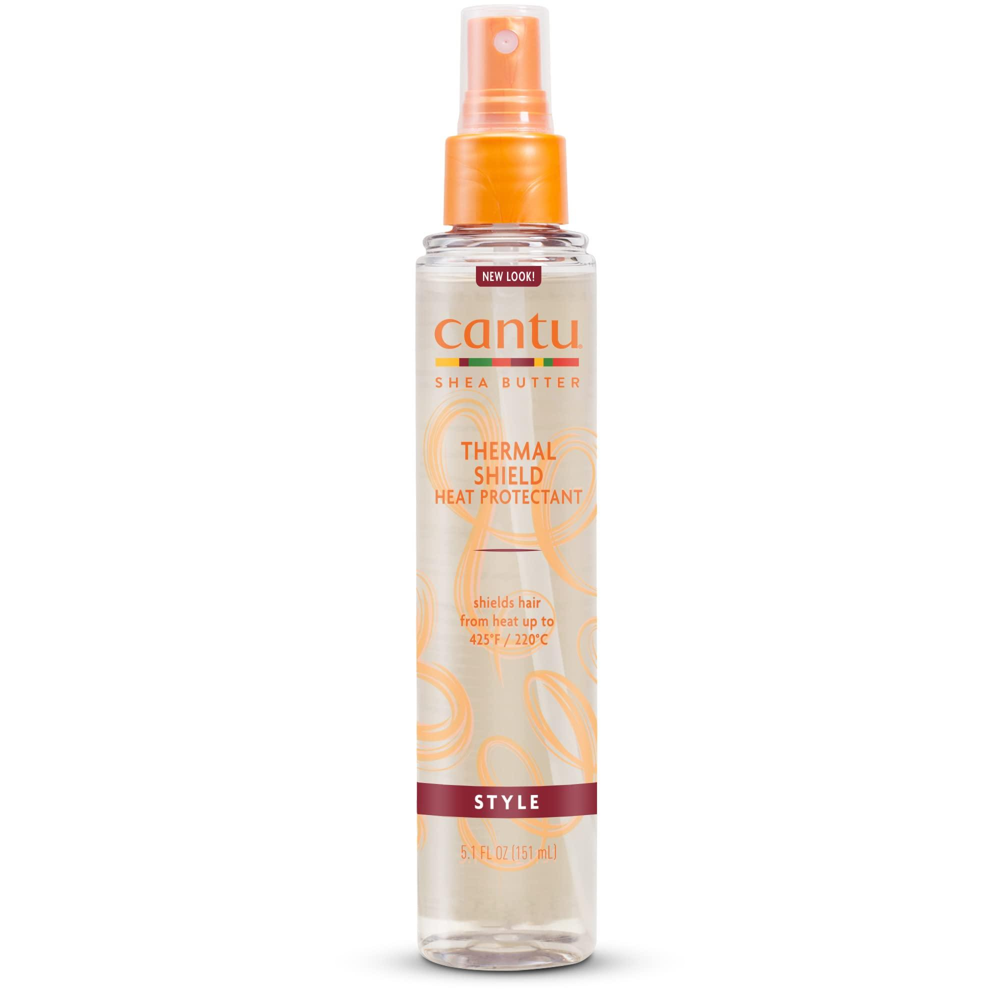 NEW LOOK!
cantu®
SHEA BUTTER
THERMAL
SHIELD
HEAT PROTECTANT
shields hair
from heat up to
425°F / 220°C
STYLE
5.1 FL OZ (151 mL)